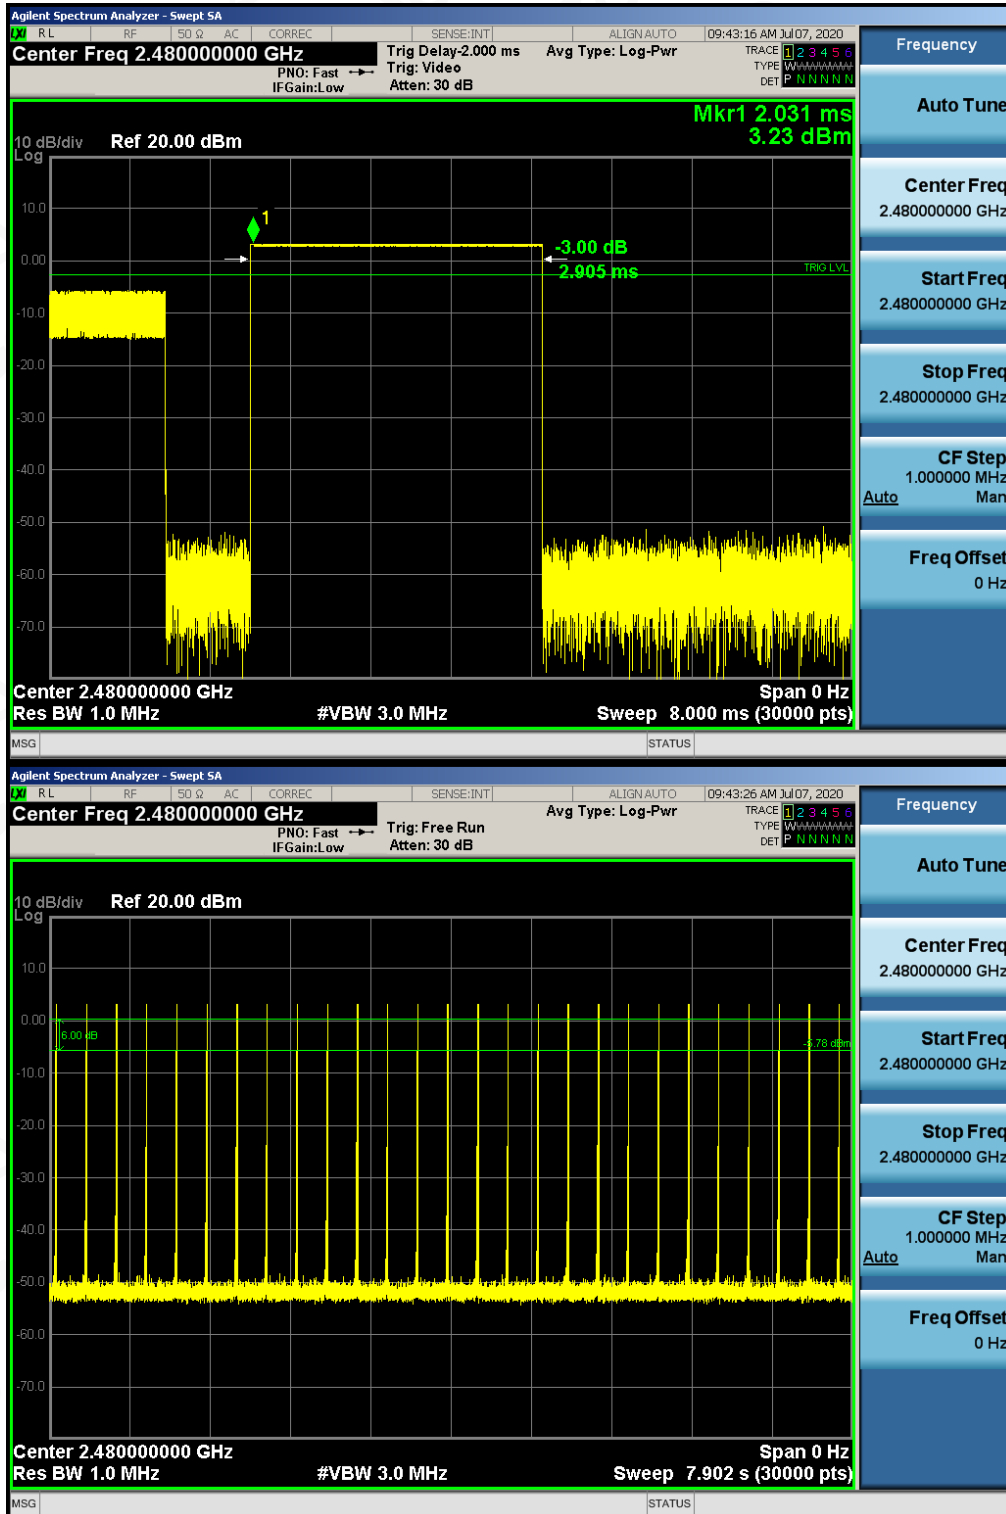 Agilent Spectrum Analyzer - Swept SA
LXI RL RF 50 Ω AC CORREC SENSE:INT ALIGN AUTO 09:43:16 AM Jul 07, 2020
Frequency
Center Freq 2.480000000 GHz
Trig Delay-2.000 ms Avg Type: Log-Pwr
TRACE 1 2 3 4 5 6
PNO: Fast Trig: Video
TYPE WWWWWW
IFGain:Low Atten: 30 dB
DET P N N N N N
Auto Tune
Mkr1 2.031 ms
3.23 dBm
10 dB/div Ref 20.00 dBm
Log
Center Freq
2.480000000 GHz
10.0
1
-3.00 dB
0.00
TRIG LVL
2.905 ms
Start Freq
2.480000000 GHz
-10.0
-20.0
Stop Freq
2.480000000 GHz
-30.0
-40.0
CF Step
1.000000 MHz
Auto Man
-50.0
-60.0
Freq Offset
0 Hz
-70.0
Center 2.480000000 GHz Span 0 Hz
Res BW 1.0 MHz #VBW 3.0 MHz Sweep 8.000 ms (30000 pts)
MSG STATUS
Agilent Spectrum Analyzer - Swept SA
LXI RL RF 50 Ω AC CORREC SENSE:INT ALIGN AUTO 09:43:26 AM Jul 07, 2020
Frequency
Center Freq 2.480000000 GHz
Avg Type: Log-Pwr
TRACE 1 2 3 4 5 6
PNO: Fast Trig: Free Run
TYPE WWWWWW
IFGain:Low Atten: 30 dB
DET P N N N N N
Auto Tune
10 dB/div Ref 20.00 dBm
Log
Center Freq
2.480000000 GHz
10.0
0.00
6.00 dB
-5.78 dBm
Start Freq
2.480000000 GHz
-10.0
-20.0
Stop Freq
2.480000000 GHz
-30.0
-40.0
CF Step
1.000000 MHz
Auto Man
-50.0
-60.0
Freq Offset
0 Hz
-70.0
Center 2.480000000 GHz Span 0 Hz
Res BW 1.0 MHz #VBW 3.0 MHz Sweep 7.902 s (30000 pts)
MSG STATUS